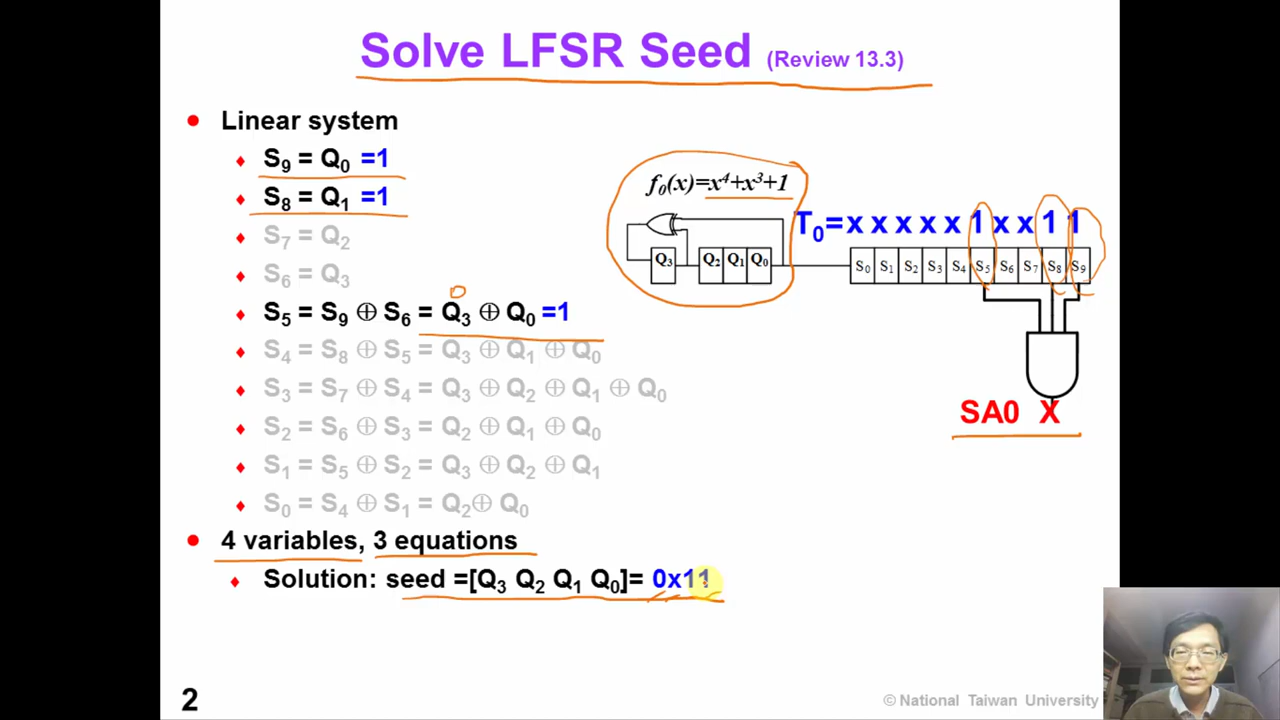 Solve LFSR Seed (Review 13.3)
• Linear system
♦ S₉ = Q₀ =1
♦ S₈ = Q₁ =1
♦ S₇ = Q₂
♦ S₆ = Q₃
0
♦ S₅ = S₉ ⊕ S₆ = Q₃ ⊕ Q₀ =1
♦ S₄ = S₈ ⊕ S₅ = Q₃ ⊕ Q₁ ⊕ Q₀
♦ S₃ = S₇ ⊕ S₄ = Q₃ ⊕ Q₂ ⊕ Q₁ ⊕ Q₀
♦ S₂ = S₆ ⊕ S₃ = Q₂ ⊕ Q₁ ⊕ Q₀
♦ S₁ = S₅ ⊕ S₂ = Q₃ ⊕ Q₂ ⊕ Q₁
♦ S₀ = S₄ ⊕ S₁ = Q₂⊕ Q₀
• 4 variables, 3 equations
♦ Solution: seed =[Q₃ Q₂ Q₁ Q₀]= 0x11
f₀(x)=x⁴+x³+1
T₀= x x x x x 1 x x 1 1
Q₃ Q₂ Q₁ Q₀
S₀ S₁ S₂ S₃ S₄ S₅ S₆ S₇ S₈ S₉
SA0 X
2
© National Taiwan University